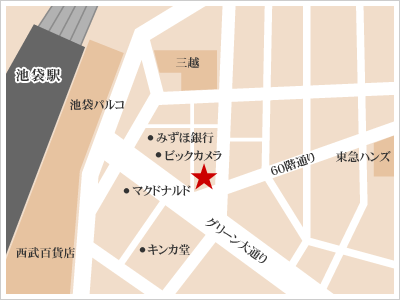 池袋駅
三越
池袋パルコ
みずほ銀行
ビックカメラ
60階通り
東急ハンズ
マクドナルド
グリーン大通り
西武百貨店
キンカ堂